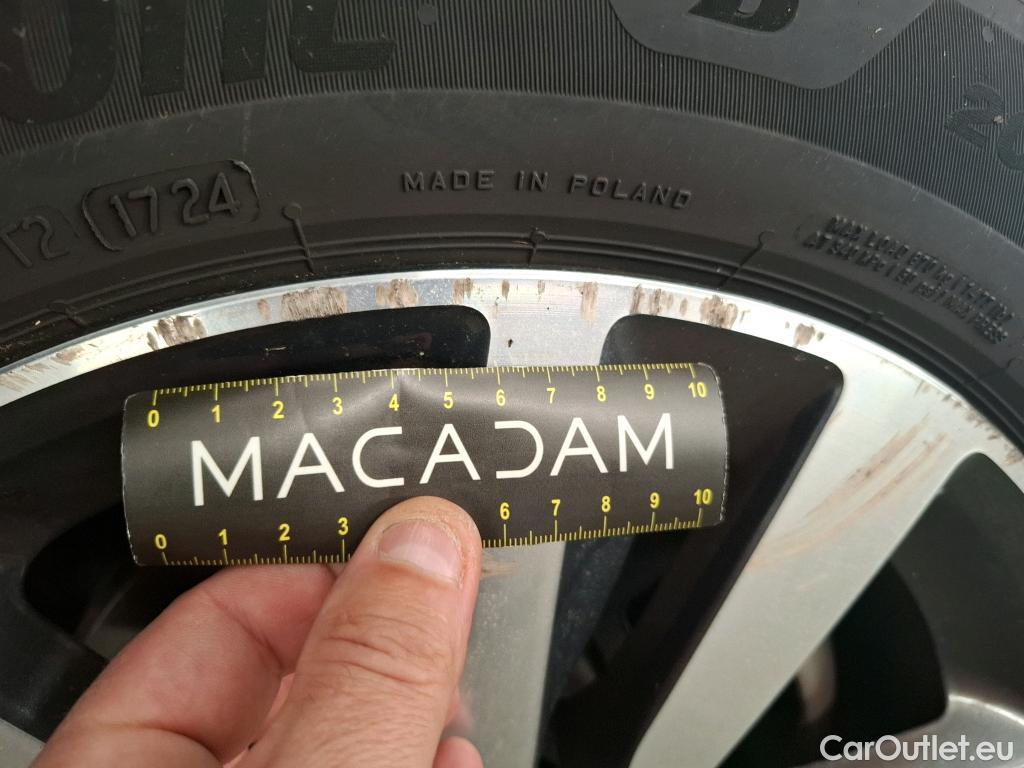 T2 1724
MADE IN POLAND
0 1 2 3 4 5 6 7 8 9 10
MACADAM
0 1 2 3 6 7 8 9 10
CarOutlet.eu